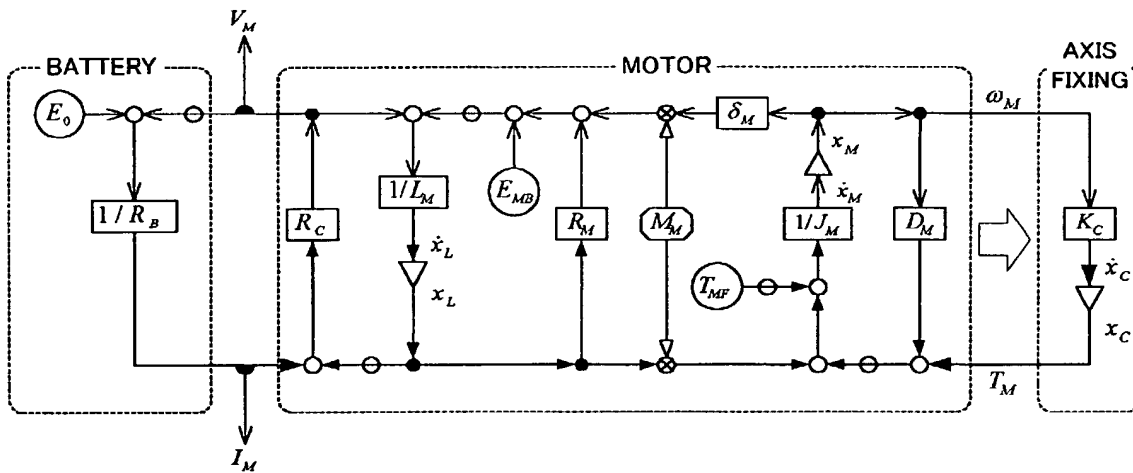 V_M
BATTERY
MOTOR
AXIS
FIXING
E_0
δ_M
ω_M
x_M
1/L_M
E_MB
ẋ_M
1/R_B
R_C
R_M
M_M
1/J_M
D_M
K_C
ẋ_L
ẋ_C
x_L
T_MF
x_C
T_M
I_M